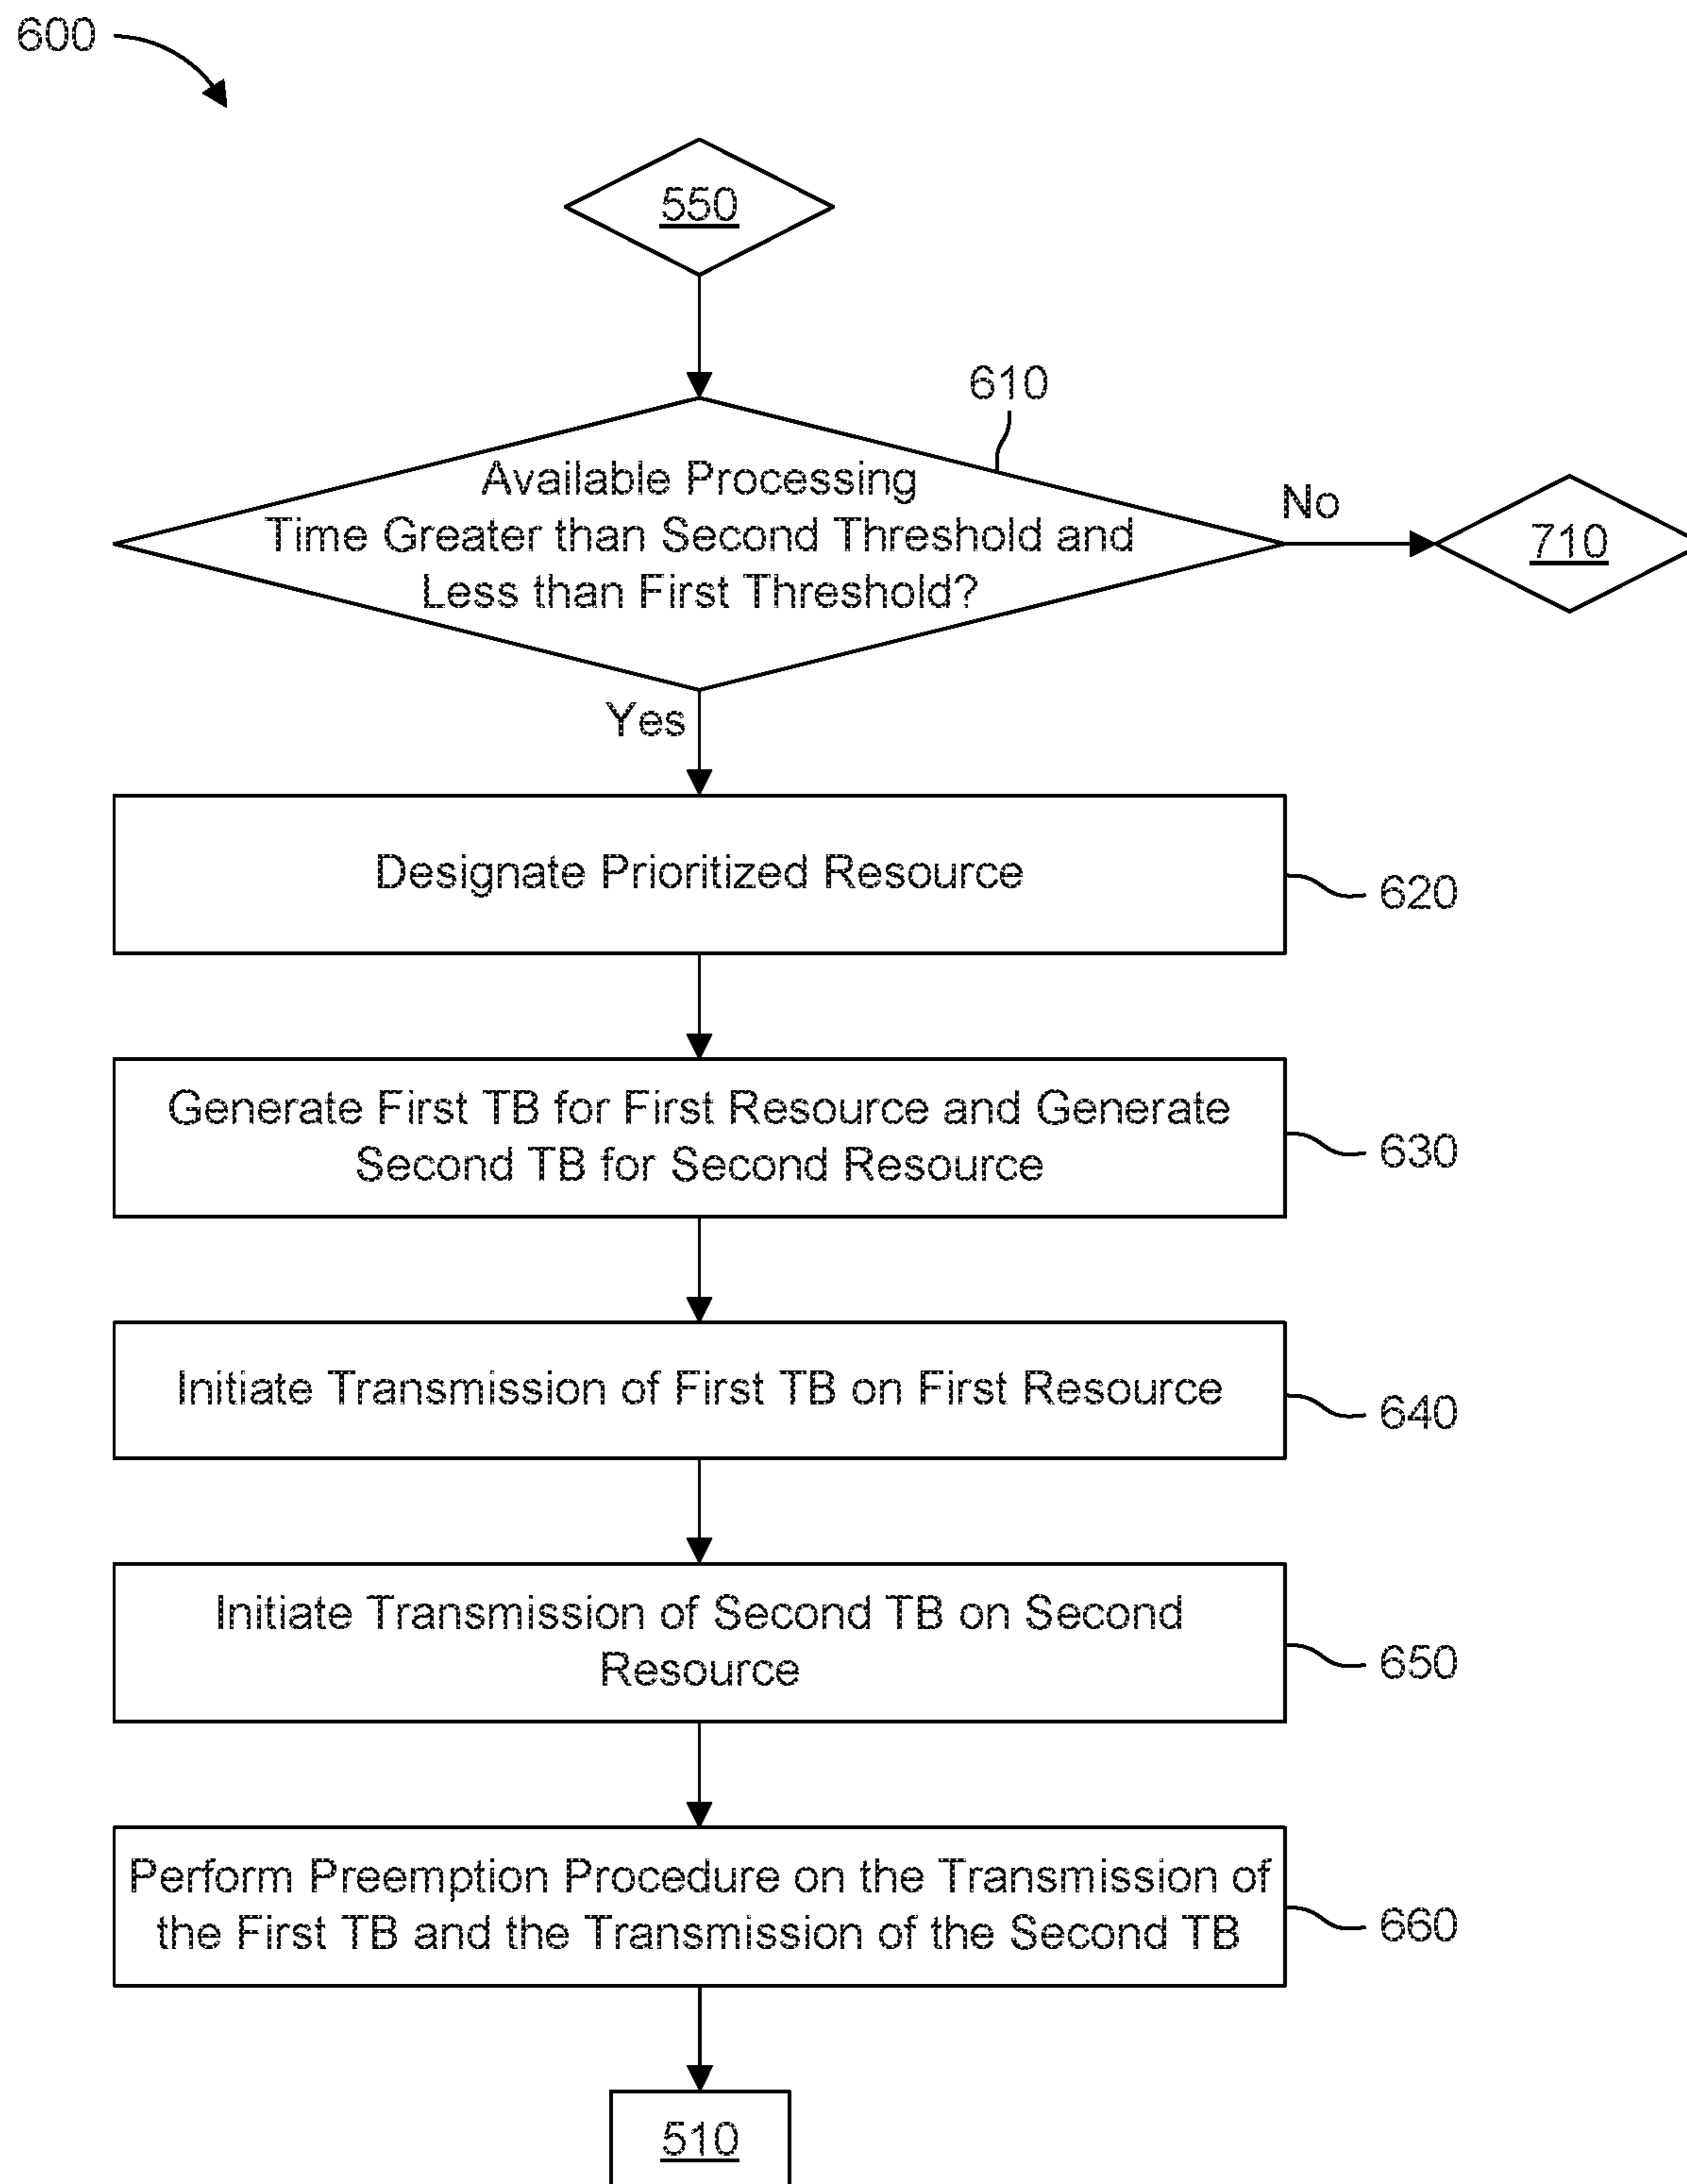 600
550
610
Available Processing
Time Greater than Second Threshold and
Less than First Threshold?
No
710
Yes
Designate Prioritized Resource
620
Generate First TB for First Resource and Generate
Second TB for Second Resource
630
Initiate Transmission of First TB on First Resource
640
Initiate Transmission of Second TB on Second
Resource
650
Perform Preemption Procedure on the Transmission of
the First TB and the Transmission of the Second TB
660
510